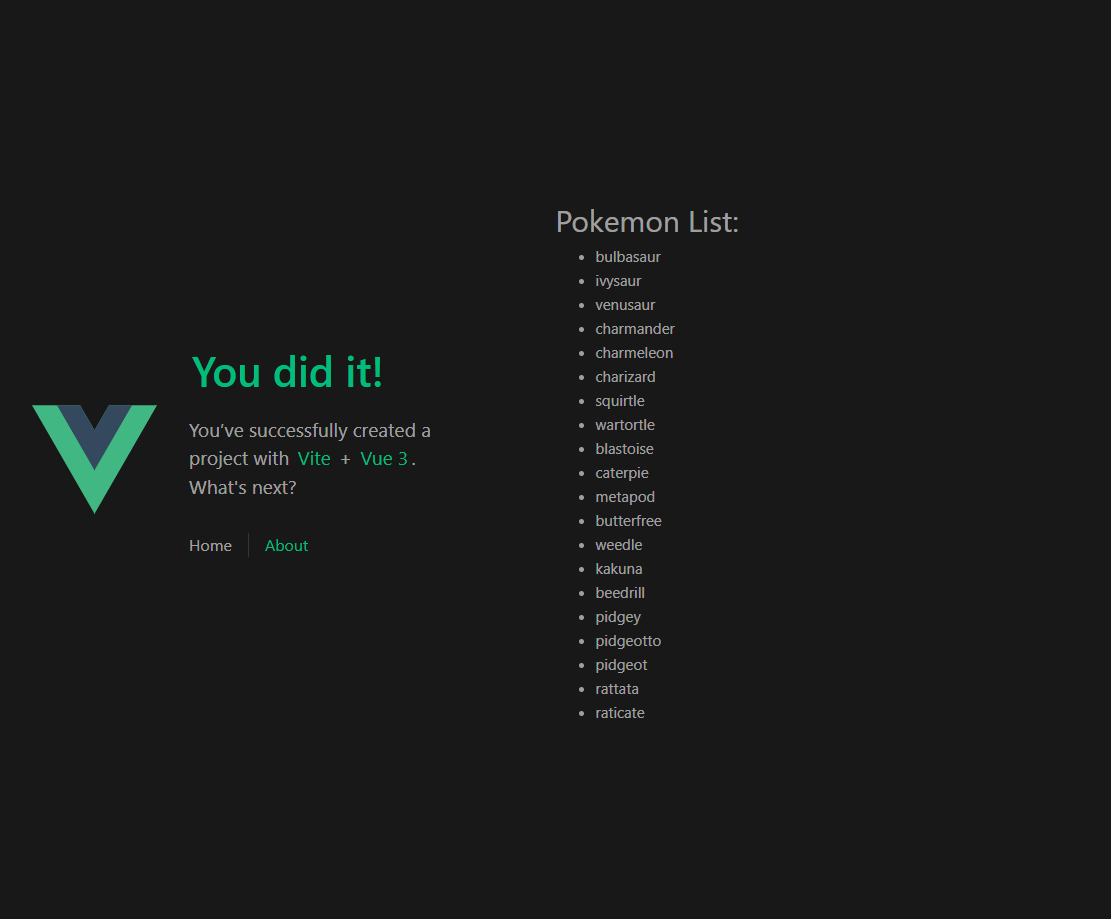 You did it!
You’ve successfully created a
project with Vite + Vue 3.
What's next?
Home About
Pokemon List:
bulbasaur
ivysaur
venusaur
charmander
charmeleon
charizard
squirtle
wartortle
blastoise
caterpie
metapod
butterfree
weedle
kakuna
beedrill
pidgey
pidgeotto
pidgeot
rattata
raticate